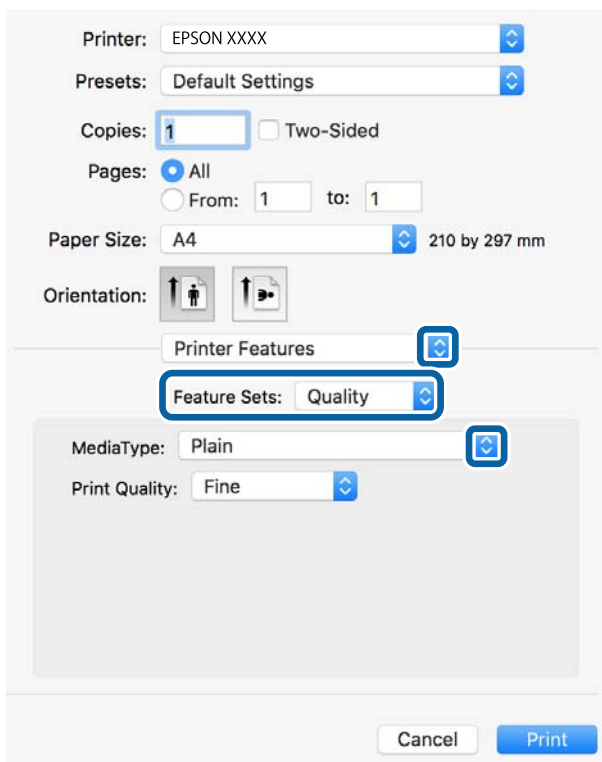 Printer: EPSON XXXX
Presets: Default Settings
Copies: 1 Two-Sided
Pages: All
From: 1 to: 1
Paper Size: A4 210 by 297 mm
Orientation:
Printer Features
Feature Sets: Quality
MediaType: Plain
Print Quality: Fine
Cancel Print